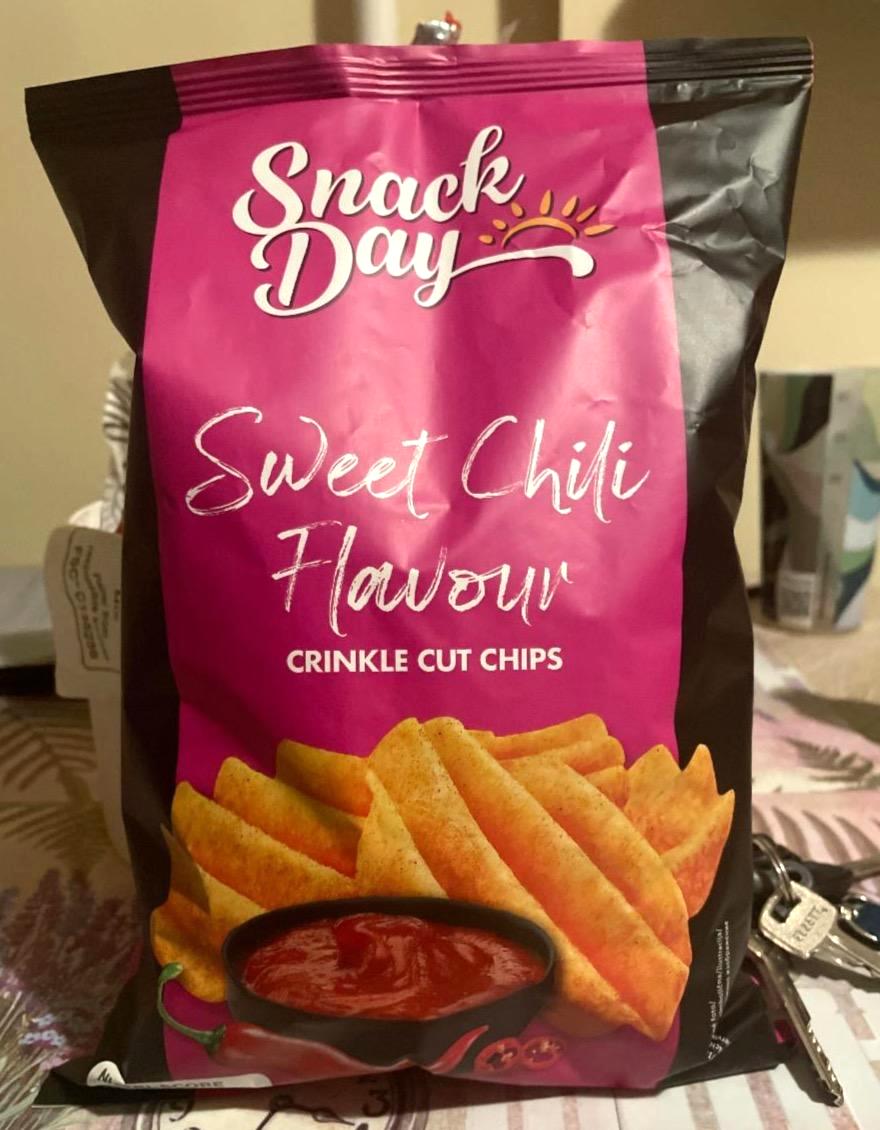 Snack
Day
Sweet Chili
Flavour
CRINKLE CUT CHIPS